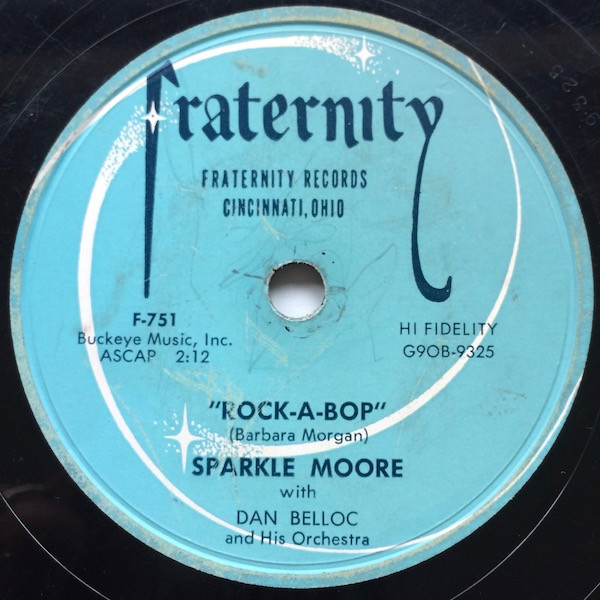 fraternity
FRATERNITY RECORDS
CINCINNATI, OHIO
F-751
Buckeye Music, Inc.
ASCAP 2:12
HI FIDELITY
G9OB-9325
"ROCK-A-BOP"
(Barbara Morgan)
SPARKLE MOORE
with
DAN BELLOC
and His Orchestra